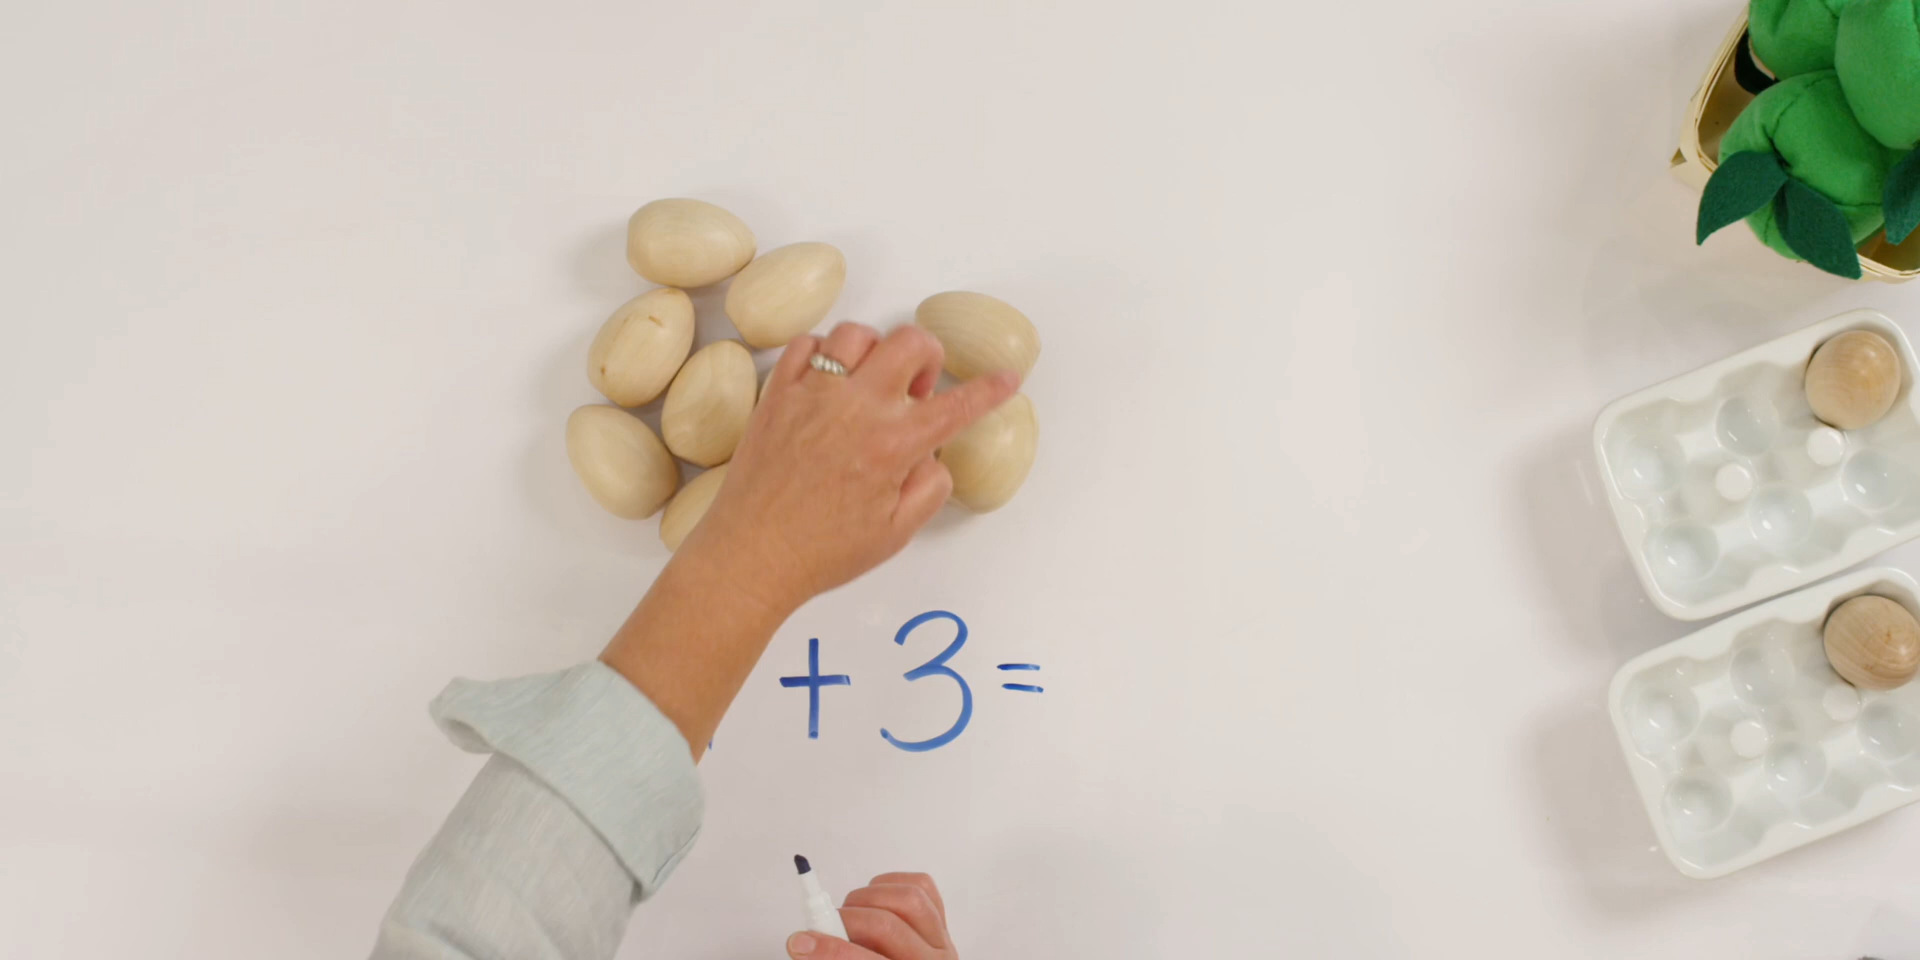 + 3 =